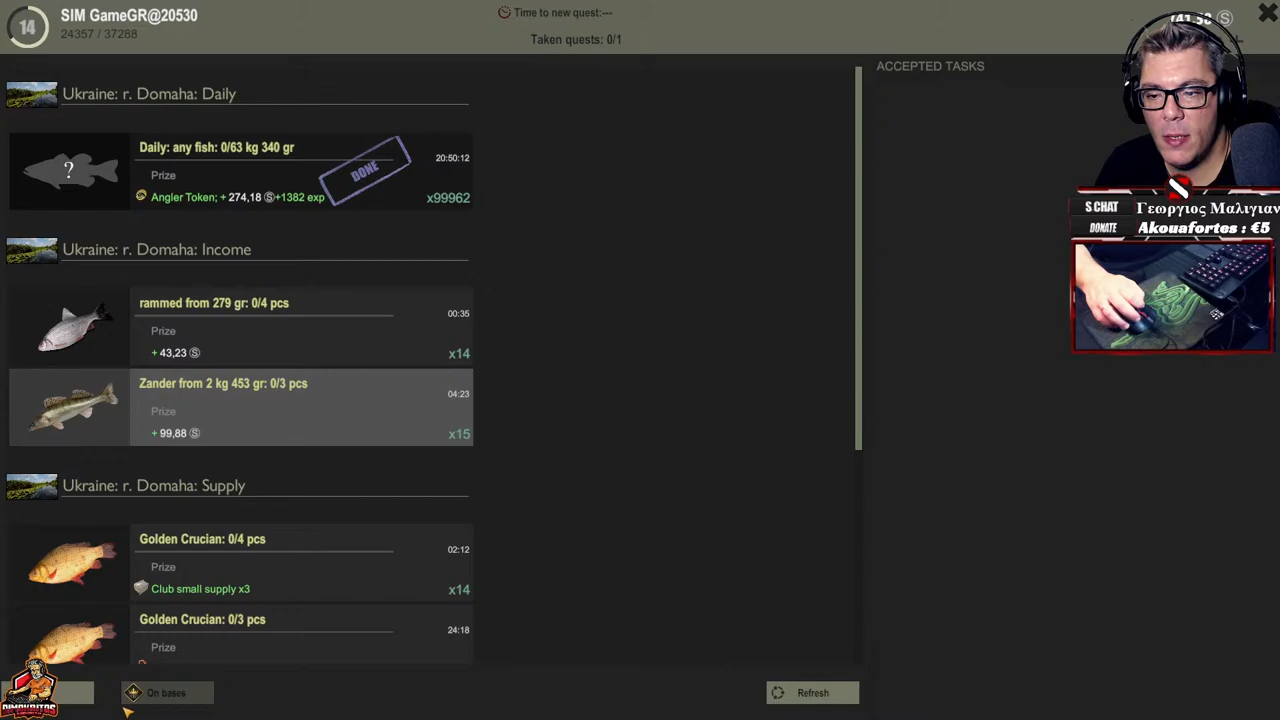 14
SIM GameGR@20530
24357 / 37288
Time to new quest:---
Taken quests: 0/1
ACCEPTED TASKS
Ukraine: r. Domaha: Daily
?
Daily: any fish: 0/63 kg 340 gr
20:50:12
Prize
DONE
Angler Token; + 274,18 Ⓢ+1382 exp
x99962
Ukraine: r. Domaha: Income
rammed from 279 gr: 0/4 pcs
00:35
Prize
+ 43,23 Ⓢ
x14
Zander from 2 kg 453 gr: 0/3 pcs
04:23
Prize
+ 99,88 Ⓢ
x15
Ukraine: r. Domaha: Supply
Golden Crucian: 0/4 pcs
02:12
Prize
Club small supply x3
x14
Golden Crucian: 0/3 pcs
24:18
Prize
On bases
Refresh
S CHAT
Γεωργιος Μαλιγιαν
DONATE
Akouafortes : €5